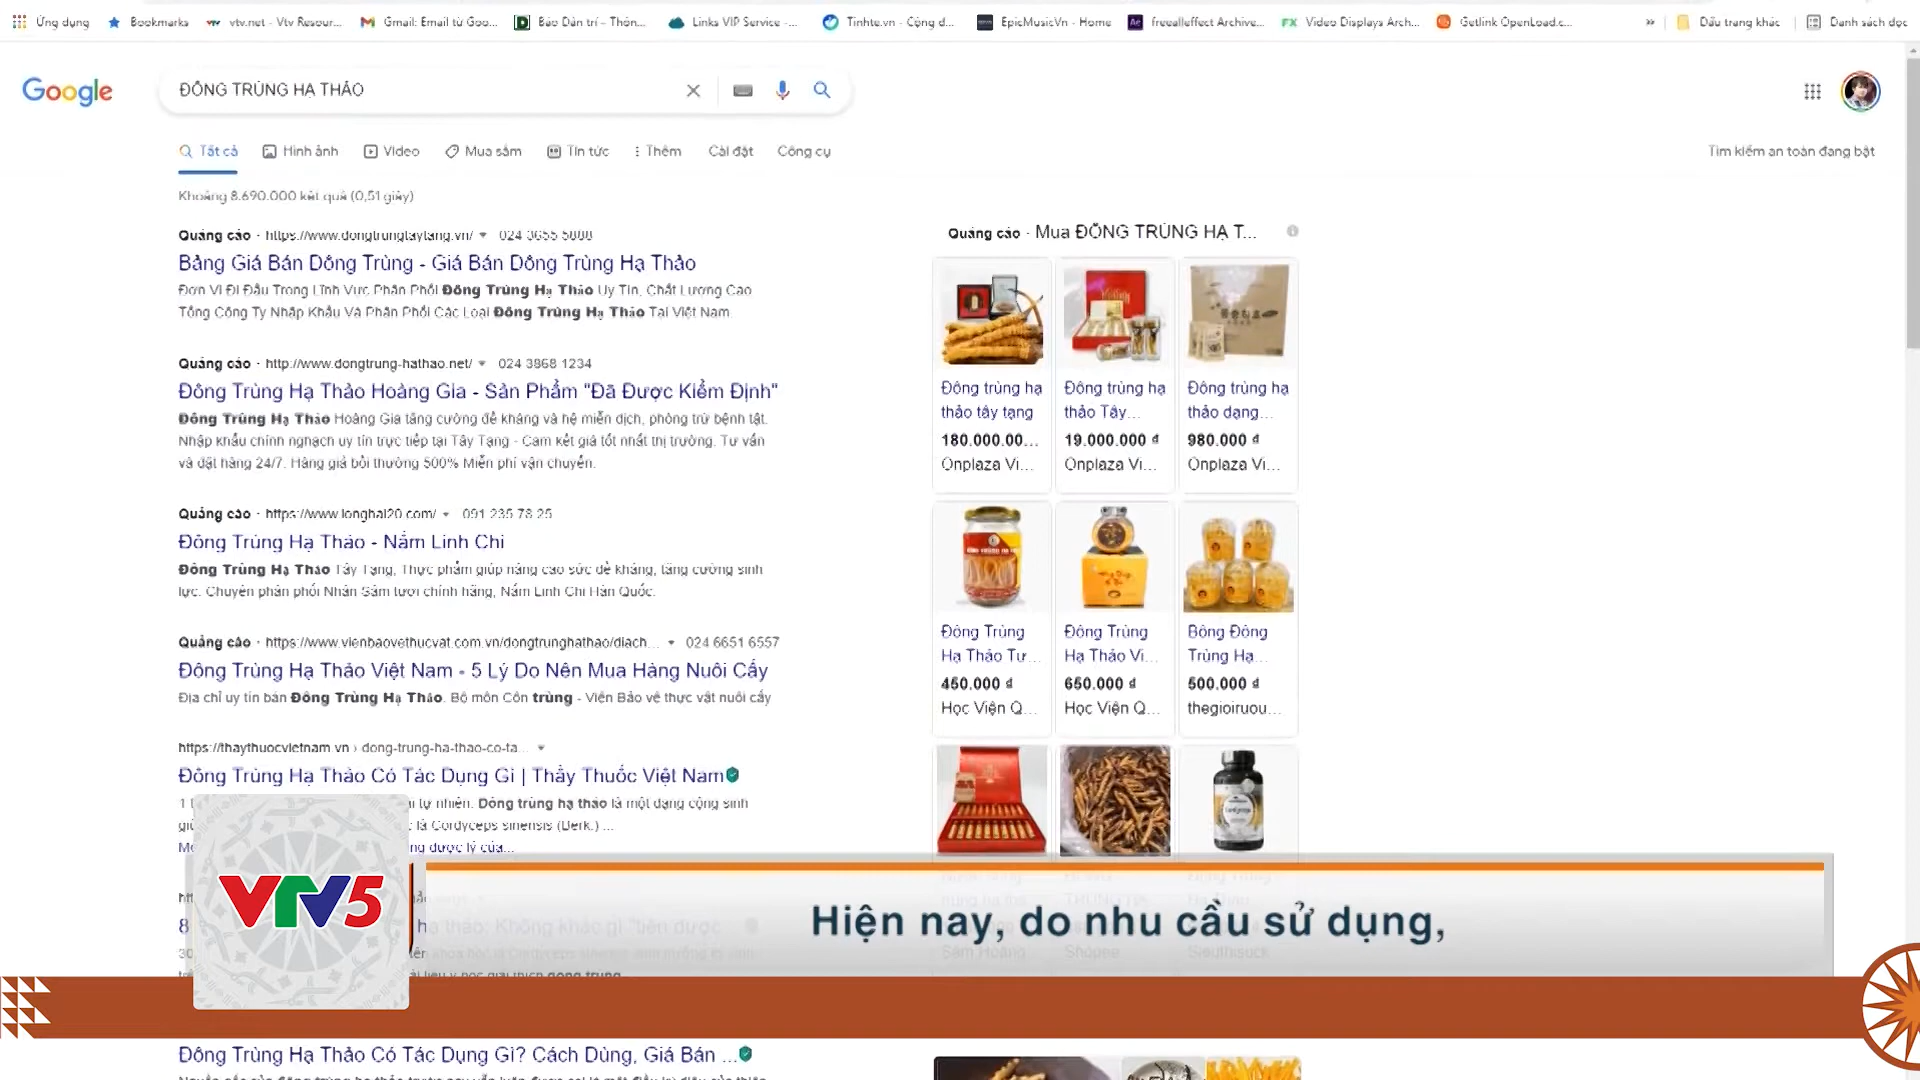 Ứng dụng
Bookmarks
vtv.net - Vtv Resour...
Gmail: Email từ Goo...
Báo Dân trí - Thôn...
Links VIP Service -...
Tinhte.vn - Cộng đ...
EpicMusicVn - Home
freealleffect Archive...
Video Displays Arch...
Getlink OpenLoad.c...
»
Dấu trang khác
Danh sách đọc
Google
ĐÔNG TRÙNG HẠ THẢO
Tất cả
Hình ảnh
Video
Mua sắm
Tin tức
Thêm
Cài đặt
Công cụ
Tìm kiếm an toàn đang bật
Khoảng 8.690.000 kết quả (0,51 giây)
Quảng cáo · https://www.dongtrungtaytang.vn/ 024 3655 5888
Bảng Giá Bán Đông Trùng - Giá Bán Đông Trùng Hạ Thảo
Đơn Vị Đi Đầu Trong Lĩnh Vực Phân Phối Đông Trùng Hạ Thảo Uy Tín, Chất Lượng Cao
Tổng Công Ty Nhập Khẩu Và Phân Phối Các Loại Đông Trùng Hạ Thảo Tại Việt Nam
Quảng cáo · http://www.dongtrung-hathao.net/ 024 3868 1234
Đông Trùng Hạ Thảo Hoàng Gia - Sản Phẩm "Đã Được Kiểm Định"
Đông Trùng Hạ Thảo Hoàng Gia tăng cường đề kháng và hệ miễn dịch, phòng trừ bệnh tật.
Nhập khẩu chính ngạch uy tín trực tiếp tại Tây Tạng - Cam kết giá tốt nhất thị trường. Tư vấn
và đặt hàng 24/7. Hàng giả bồi thường 500% Miễn phí vận chuyển.
Quảng cáo · https://www.longhai20.com/ 091 235 78 25
Đông Trùng Hạ Thảo - Nấm Linh Chi
Đông Trùng Hạ Thảo Tây Tạng, Thực phẩm giúp nâng cao sức đề kháng, tăng cường sinh
lực. Chuyên phân phối Nhân Sâm tươi chính hãng, Nấm Linh Chi Hàn Quốc.
Quảng cáo · https://www.vienbaovethucvat.com.vn/dongtrunghathao/diach... 024 6651 6557
Đông Trùng Hạ Thảo Việt Nam - 5 Lý Do Nên Mua Hàng Nuôi Cấy
Địa chỉ uy tín bán Đông Trùng Hạ Thảo. Bộ môn Côn trùng - Viện Bảo vệ thực vật nuôi cấy
https://thaythuocvietnam.vn › dong-trung-ha-thao-co-ta...
Đông Trùng Hạ Thảo Có Tác Dụng Gì | Thầy Thuốc Việt Nam
tự nhiên. Đông trùng hạ thảo là một dạng cộng sinh
là Cordyceps sinensis (Berk.) ...
dược lý của...
hạ thảo: Không khác gì "tiên dược
Đông Trùng Hạ Thảo Có Tác Dụng Gì? Cách Dùng, Giá Bán ...
Quảng cáo · Mua ĐÔNG TRÙNG HẠ T...
Đông trùng hạ
thảo tây tạng
180.000.00...
Onplaza Vi...
Đông trùng hạ
thảo Tây...
19.000.000 ₫
Onplaza Vi...
Đông trùng hạ
thảo dạng...
980.000 ₫
Onplaza Vi...
Đông Trùng
Hạ Thảo Tư...
450.000 ₫
Học Viện Q...
Đông Trùng
Hạ Thảo Vi...
650.000 ₫
Học Viện Q...
Bông Đông
Trùng Hạ...
500.000 ₫
thegioiruou...
VTV5
Hiện nay, do nhu cầu sử dụng,
Sâm Hoàng
Shopee